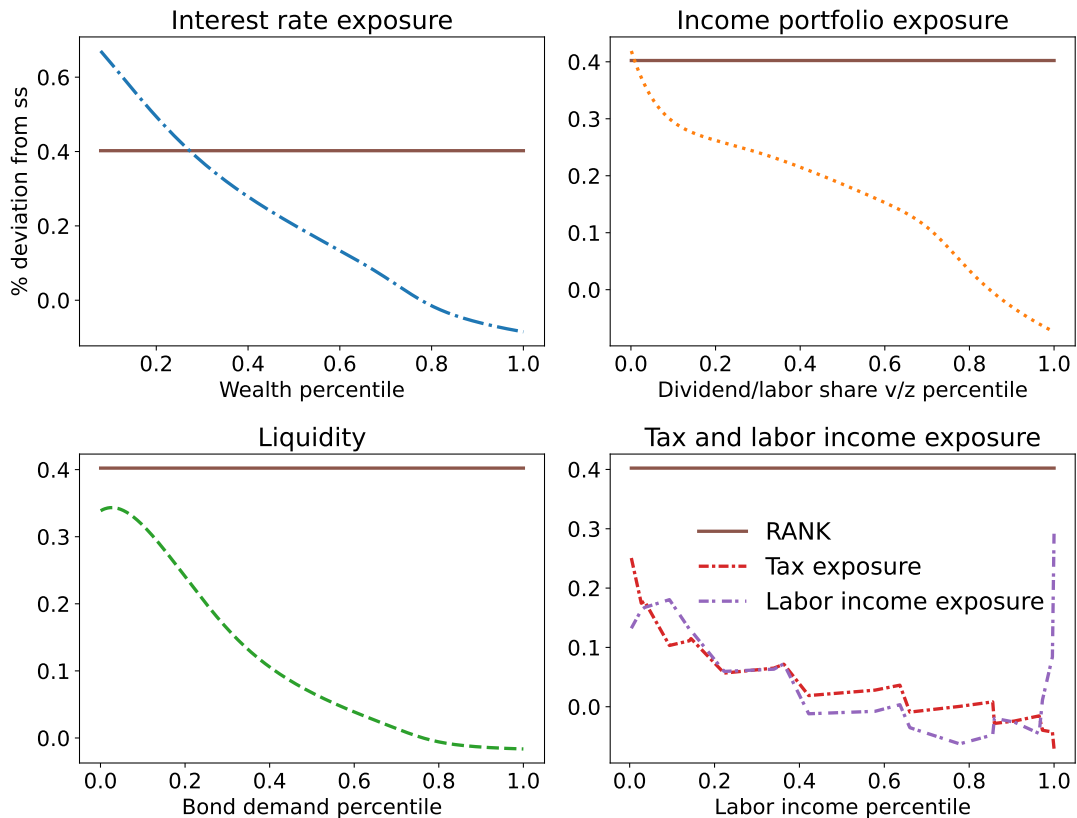 Interest rate exposure
% deviation from ss
0.6
0.4
0.2
0.0
0.2 0.4 0.6 0.8 1.0
Wealth percentile
Income portfolio exposure
0.4
0.3
0.2
0.1
0.0
0.0 0.2 0.4 0.6 0.8 1.0
Dividend/labor share v/z percentile
Liquidity
0.4
0.3
0.2
0.1
0.0
0.0 0.2 0.4 0.6 0.8 1.0
Bond demand percentile
Tax and labor income exposure
0.4
0.3
0.2
0.1
0.0
RANK
Tax exposure
Labor income exposure
0.0 0.2 0.4 0.6 0.8 1.0
Labor income percentile